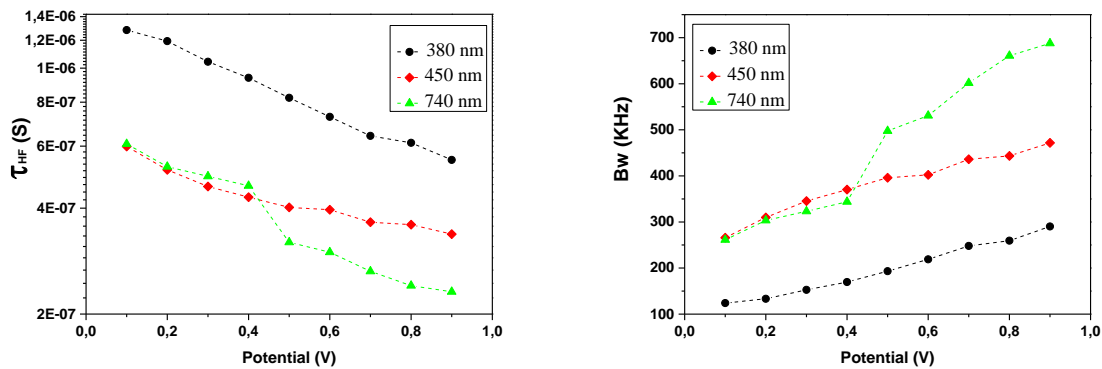 1,4E-06
1,2E-06
1E-06
8E-07
6E-07
4E-07
2E-07
τHF (S)
0,0 0,2 0,4 0,6 0,8 1,0
Potential (V)
380 nm
450 nm
740 nm
700
600
500
400
300
200
100
Bw (KHz)
0,0 0,2 0,4 0,6 0,8 1,0
Potential (V)
380 nm
450 nm
740 nm